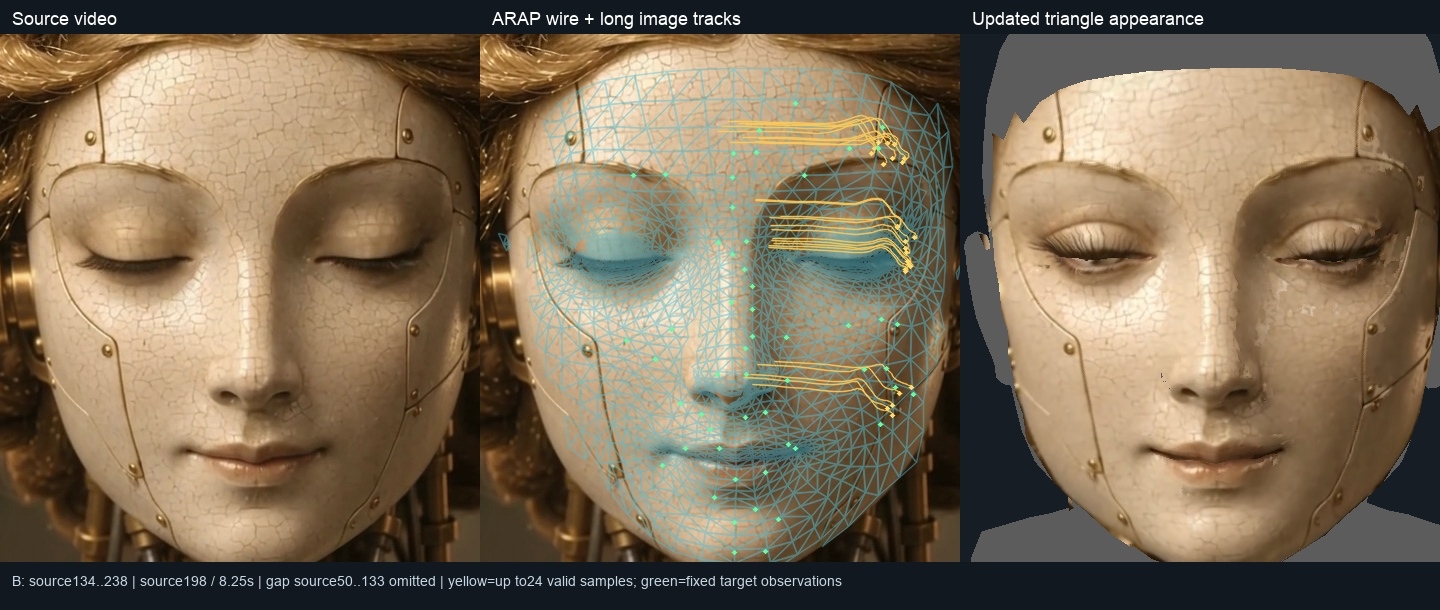 Source video
ARAP wire + long image tracks
Updated triangle appearance
B: source134..238 | source198 / 8.25s | gap source50..133 omitted | yellow=up to24 valid samples; green=fixed target observations